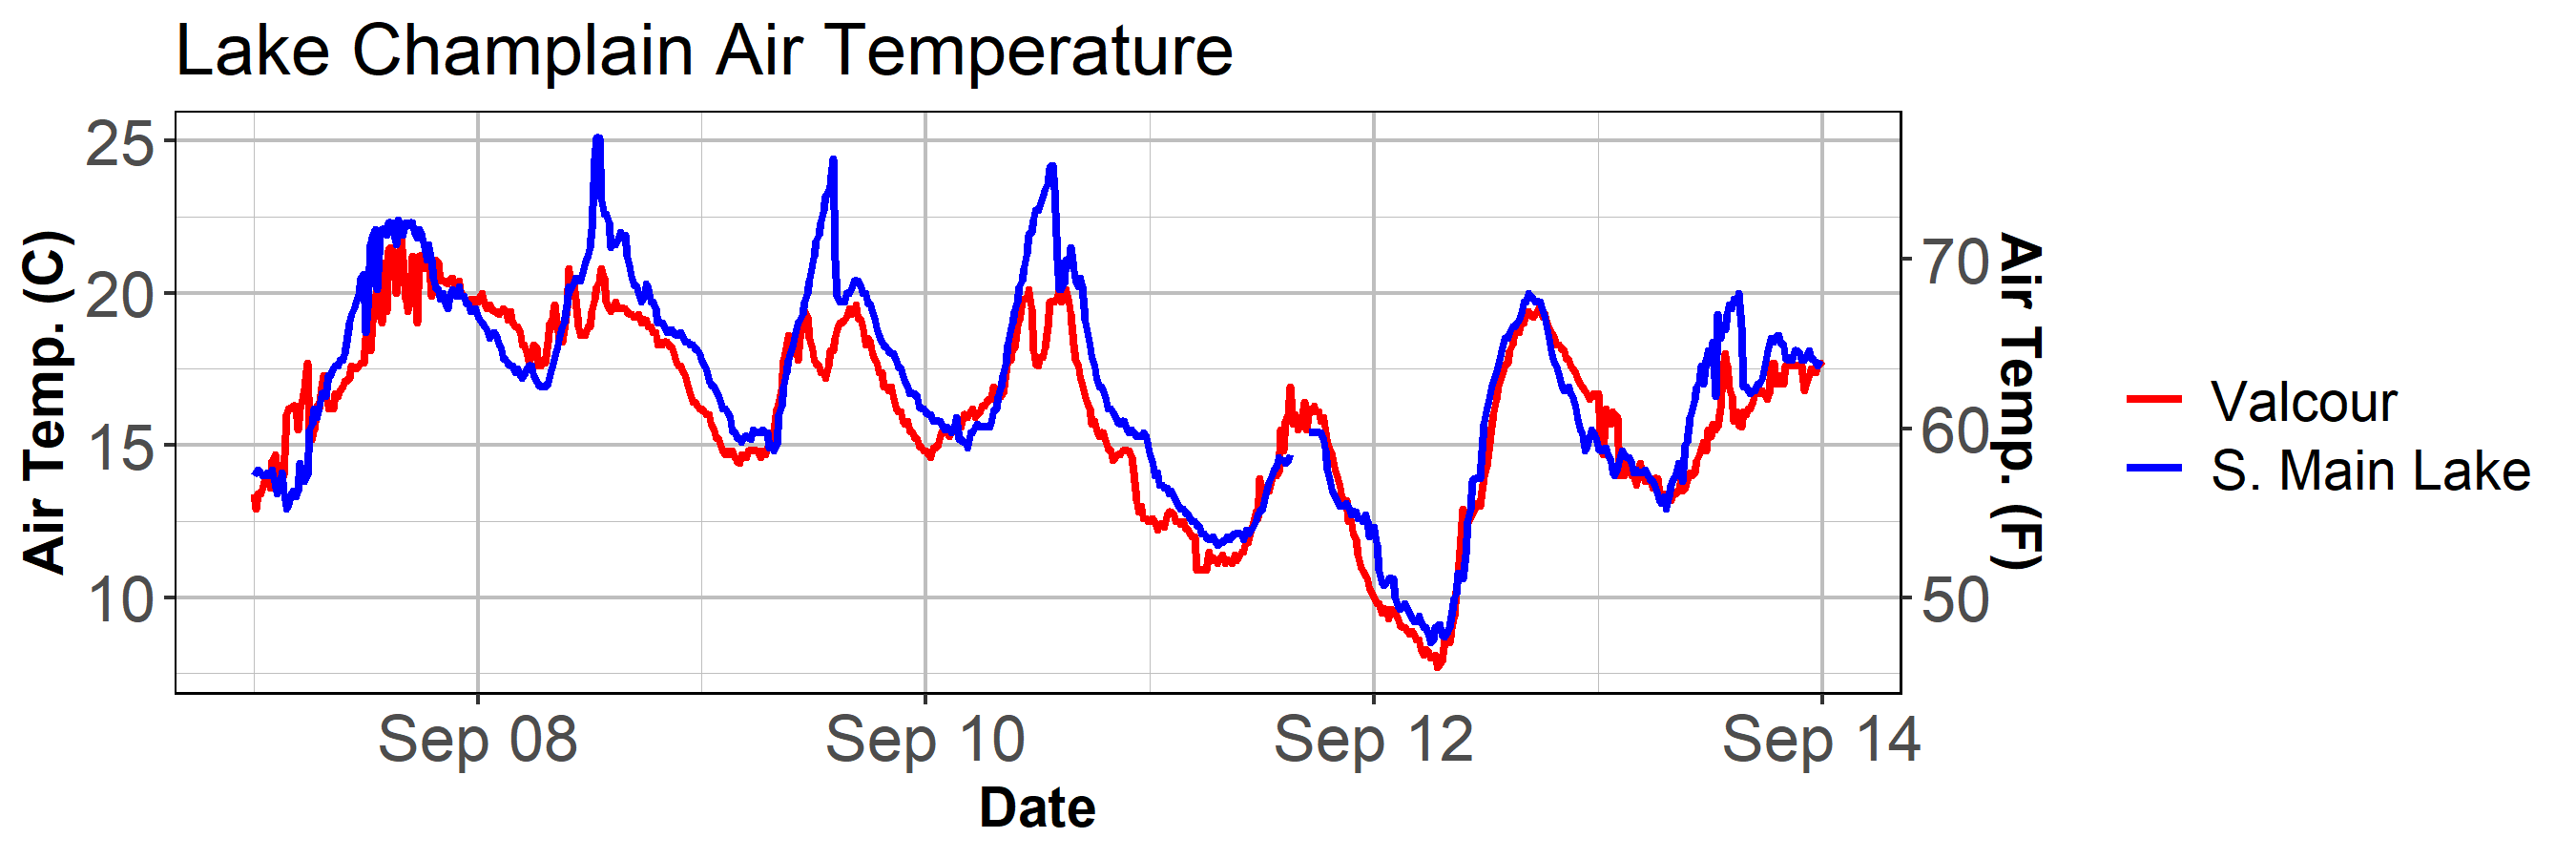 Lake Champlain Air Temperature
25
20
15
10
Air Temp. (C)
70
60
50
Air Temp. (F)
Sep 08
Sep 10
Sep 12
Sep 14
Date
Valcour
S. Main Lake